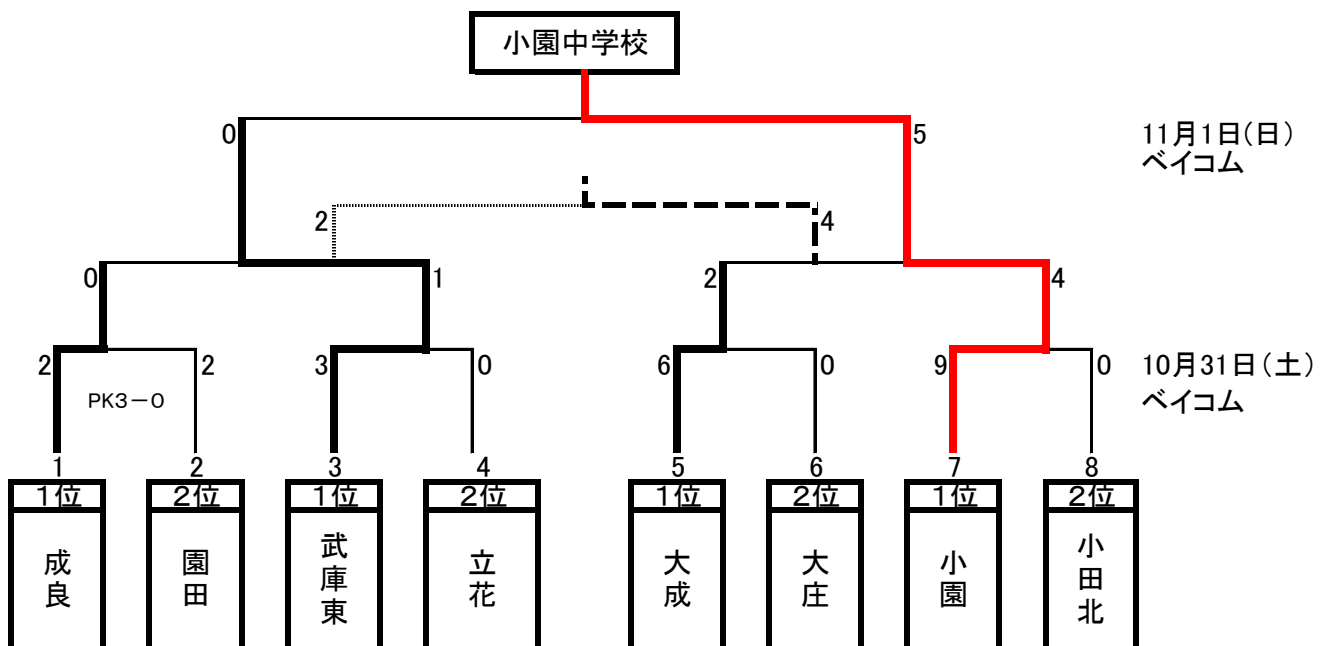 小園中学校
0
5
11月1日(日)
ベイコム
2
4
0
1
2
4
2
2
3
0
6
0
9
0
10月31日(土)
ベイコム
PK3－0
1
2
3
4
5
6
7
8
1位
2位
1位
2位
1位
2位
1位
2位
成良
園田
武庫東
立花
大成
大庄
小園
小田北